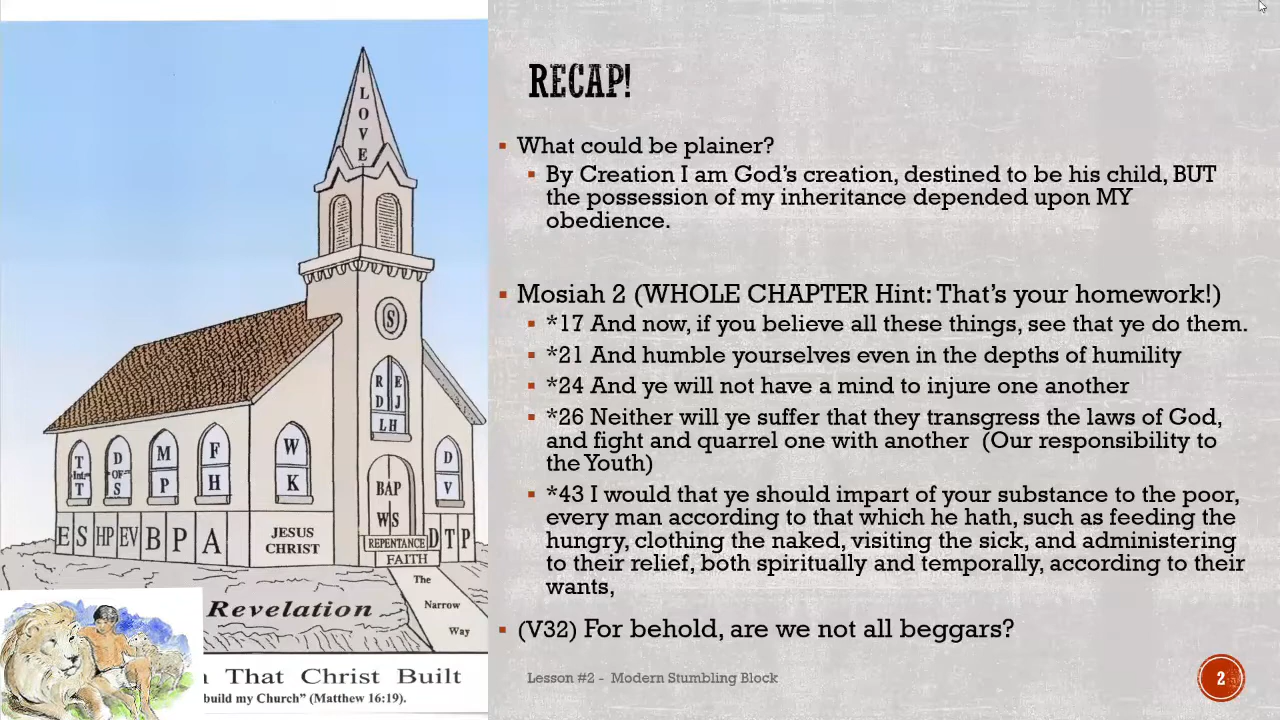 L
O
V
E
S
R E
D J
LH
T
Int:
T
D
OF
S
M
P
F
H
W
K
BAP
WS
D
V
E S HP EV B P A
JESUS
CHRIST
REPENTANCE
FAITH
D T P
The
Narrow
Way
Revelation
That Christ Built
build my Church" (Matthew 16:19).
RECAP!
What could be plainer?
By Creation I am God's creation, destined to be his child, BUT
the possession of my inheritance depended upon MY
obedience.
Mosiah 2 (WHOLE CHAPTER Hint: That's your homework!)
*17 And now, if you believe all these things, see that ye do them.
*21 And humble yourselves even in the depths of humility
*24 And ye will not have a mind to injure one another
*26 Neither will ye suffer that they transgress the laws of God,
and fight and quarrel one with another (Our responsibility to
the Youth)
*43 I would that ye should impart of your substance to the poor,
every man according to that which he hath, such as feeding the
hungry, clothing the naked, visiting the sick, and administering
to their relief, both spiritually and temporally, according to their
wants,
(V32) For behold, are we not all beggars?
Lesson #2 - Modern Stumbling Block
2